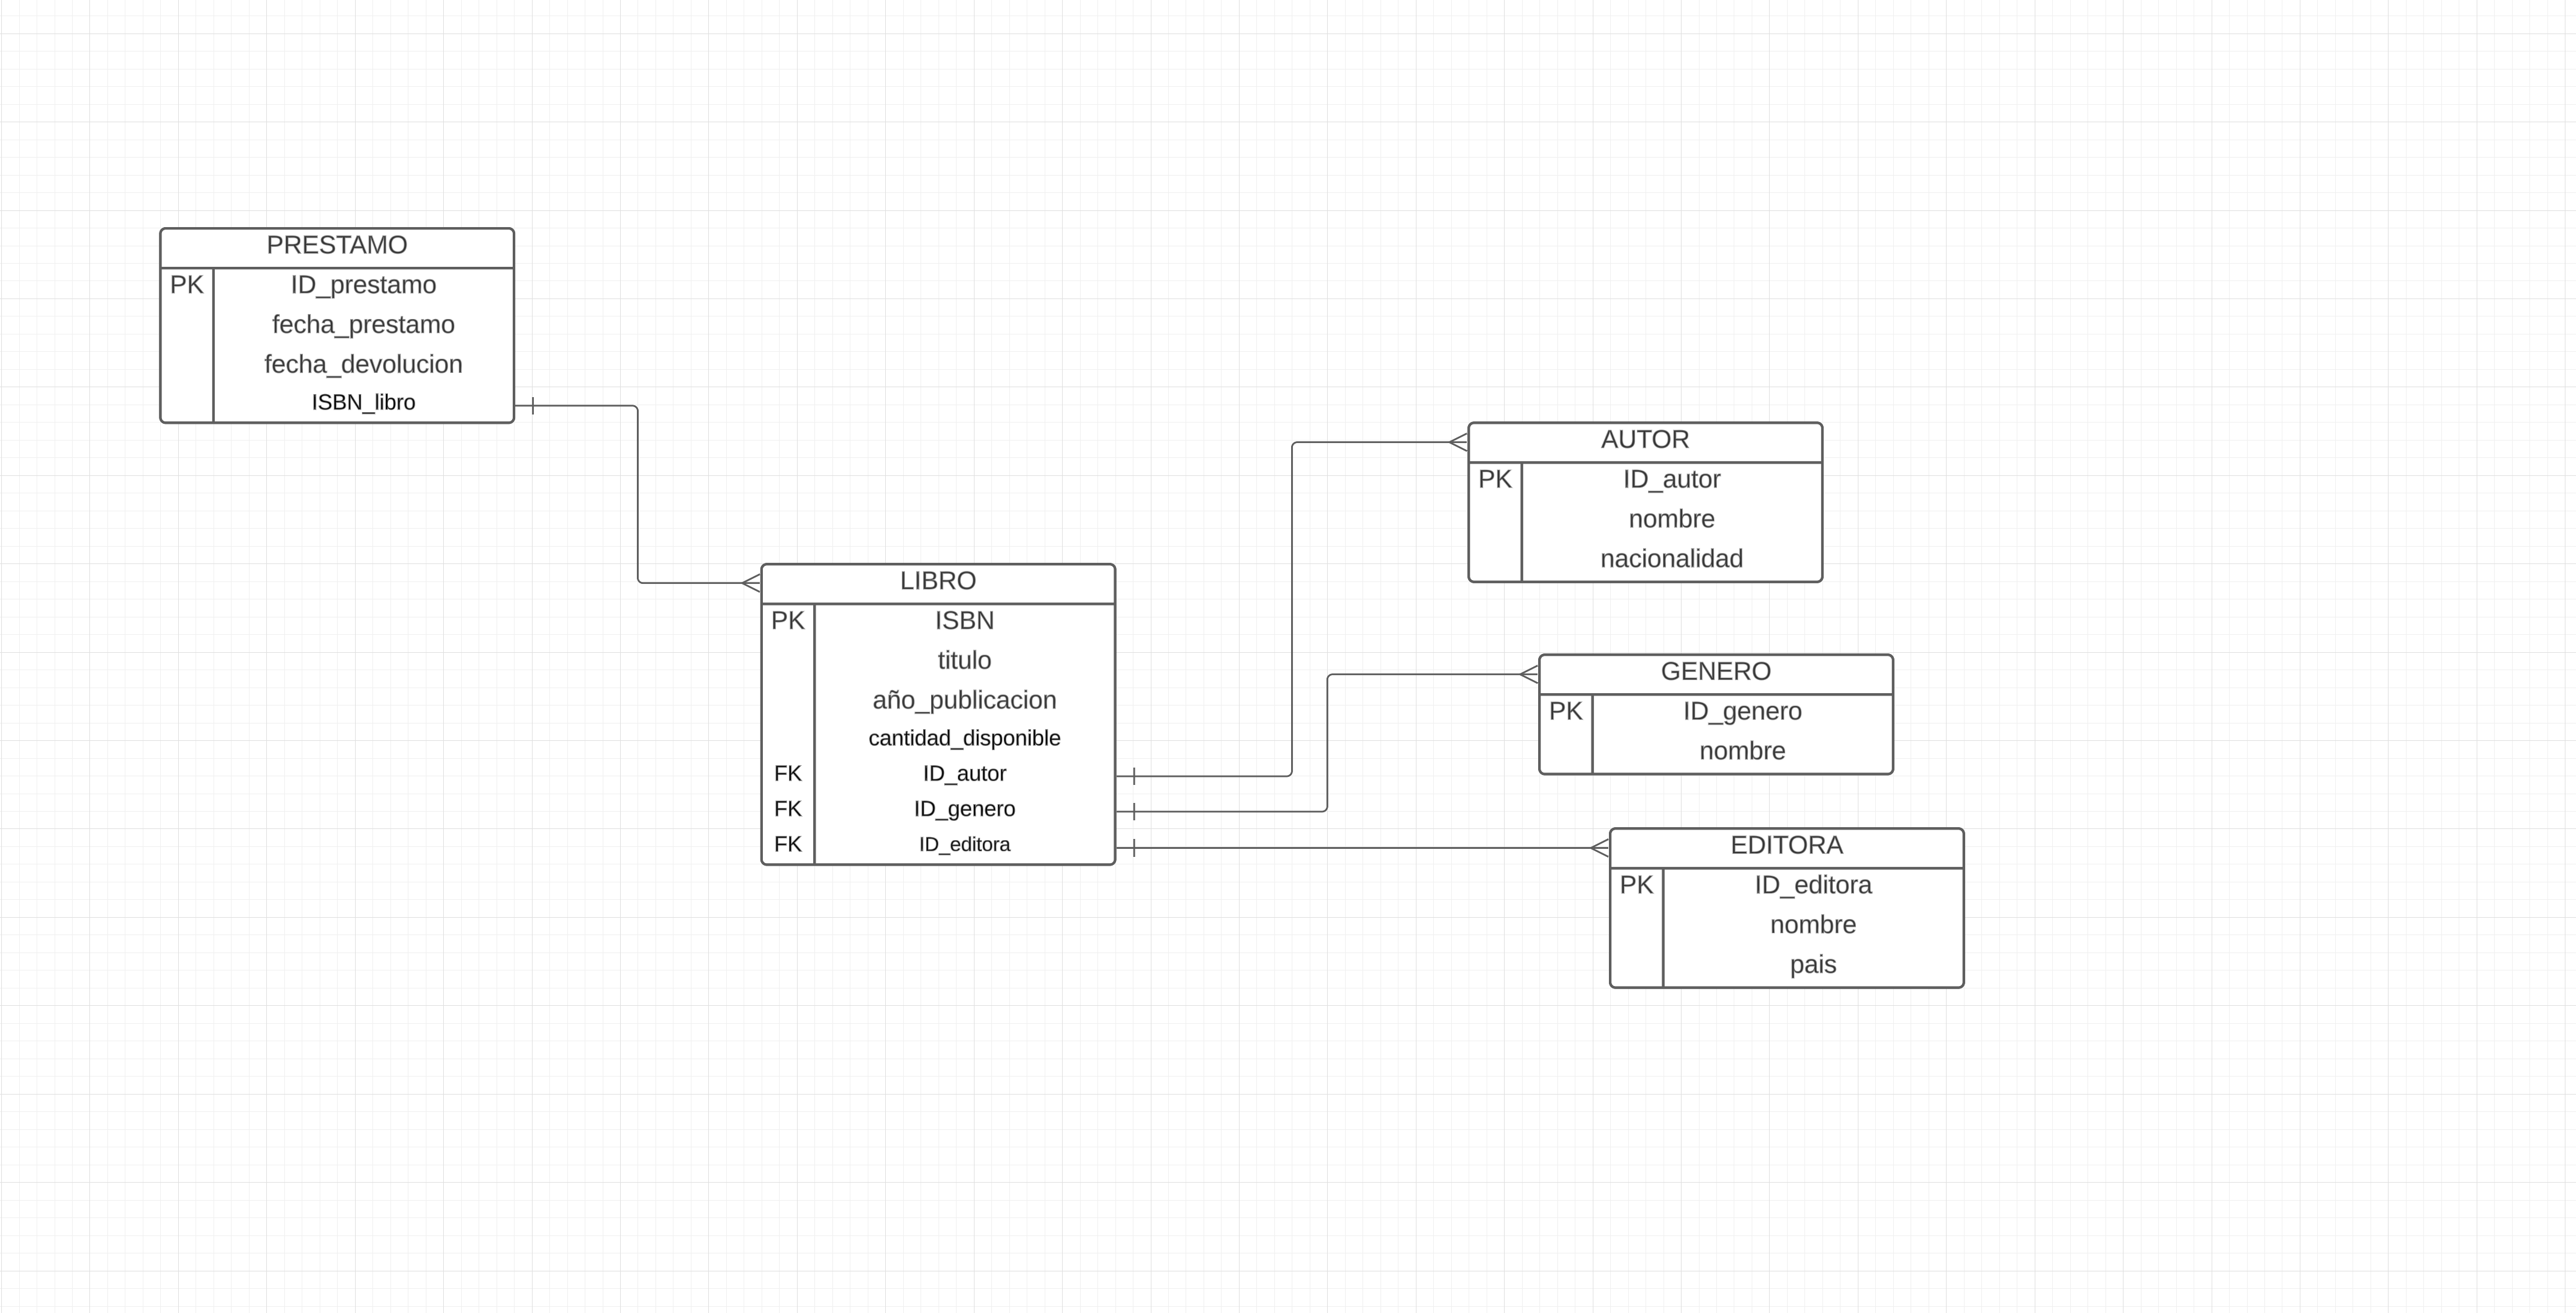 PRESTAMO
PK ID_prestamo
fecha_prestamo
fecha_devolucion
ISBN_libro
LIBRO
PK ISBN
titulo
año_publicacion
cantidad_disponible
FK ID_autor
FK ID_genero
FK ID_editora
AUTOR
PK ID_autor
nombre
nacionalidad
GENERO
PK ID_genero
nombre
EDITORA
PK ID_editora
nombre
pais